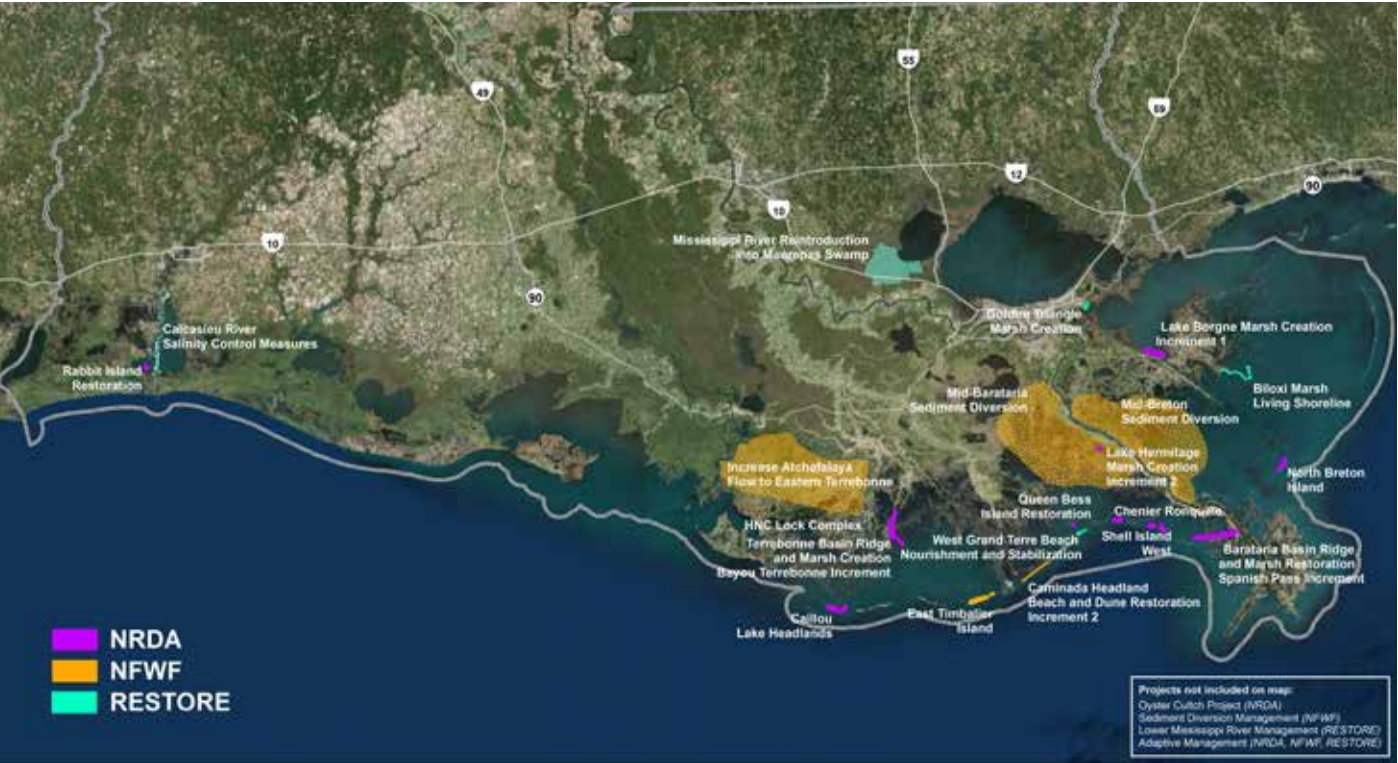 55
49
59
12
90
10
Mississippi River Reintroduction
into Maurepas Swamp
10
90
Golden Triangle
Marsh Creation
Lake Borgne Marsh Creation
Increment 1
Calcasieu River
Salinity Control Measures
Rabbit Island
Restoration
Biloxi Marsh
Living Shoreline
Mid-Barataria
Sediment Diversion
Mid-Breton
Sediment Diversion
Increase Atchafalaya
Flow to Eastern Terrebonne
Lake Hermitage
Marsh Creation
Increment 2
North Breton
Island
Queen Bess
Island Restoration
Chenier Ronquille
HNC Lock Complex
Terrebonne Basin Ridge
and Marsh Creation
Bayou Terrebonne Increment
West Grand Terre Beach
Nourishment and Stabilization
Shell Island
West
Barataria Basin Ridge
and Marsh Restoration
Spanish Pass Increment
Caminada Headland
Beach and Dune Restoration
Increment 2
Caillou
Lake Headlands
East Timbalier
Island
NRDA
NFWF
RESTORE
Projects not included on map:
Oyster Cultch Project (NRDA)
Sediment Diversion Management (NFWF)
Lower Mississippi River Management (RESTORE)
Adaptive Management (NRDA, NFWF, RESTORE)